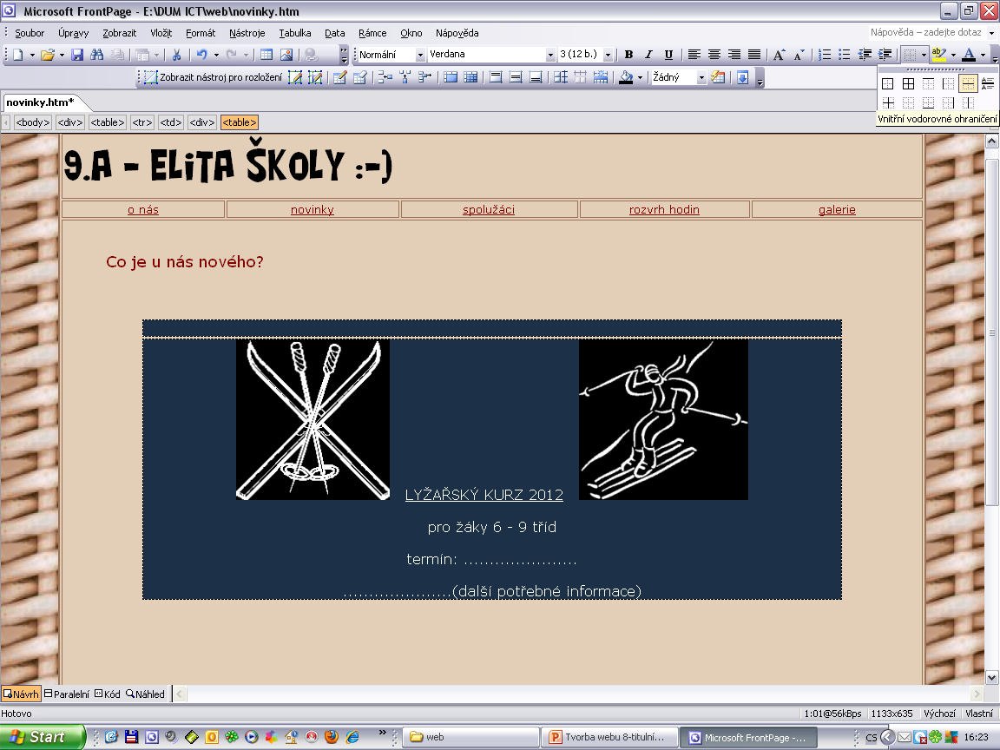 Microsoft FrontPage - E:\DUM ICT\web\novinky.htm
Soubor Úpravy Zobrazit Vložit Formát Nástroje Tabulka Data Rámce Okno Nápověda Nápověda – zadejte dotaz
Normální Verdana 3 (12 b.) B I U A A ab A
Zobrazit nástroj pro rozložení Žádný
novinky.htm*
<body> <div> <table> <tr> <td> <div> <table>
Vnitřní vodorovné ohraničení
9.A - ELiTA ŠKOLY :-)
o nás novinky spolužáci rozvrh hodin galerie
Co je u nás nového?
LYŽAŘSKÝ KURZ 2012
pro žáky 6 - 9 tříd
termín: ......................
.....................(další potřebné informace)
Návrh Paralelní Kód Náhled
Hotovo 1:01@56kBps 1133x635 Výchozí Vlastní
Start web Tvorba webu 8-titulní... Microsoft FrontPage -... CS 16:23